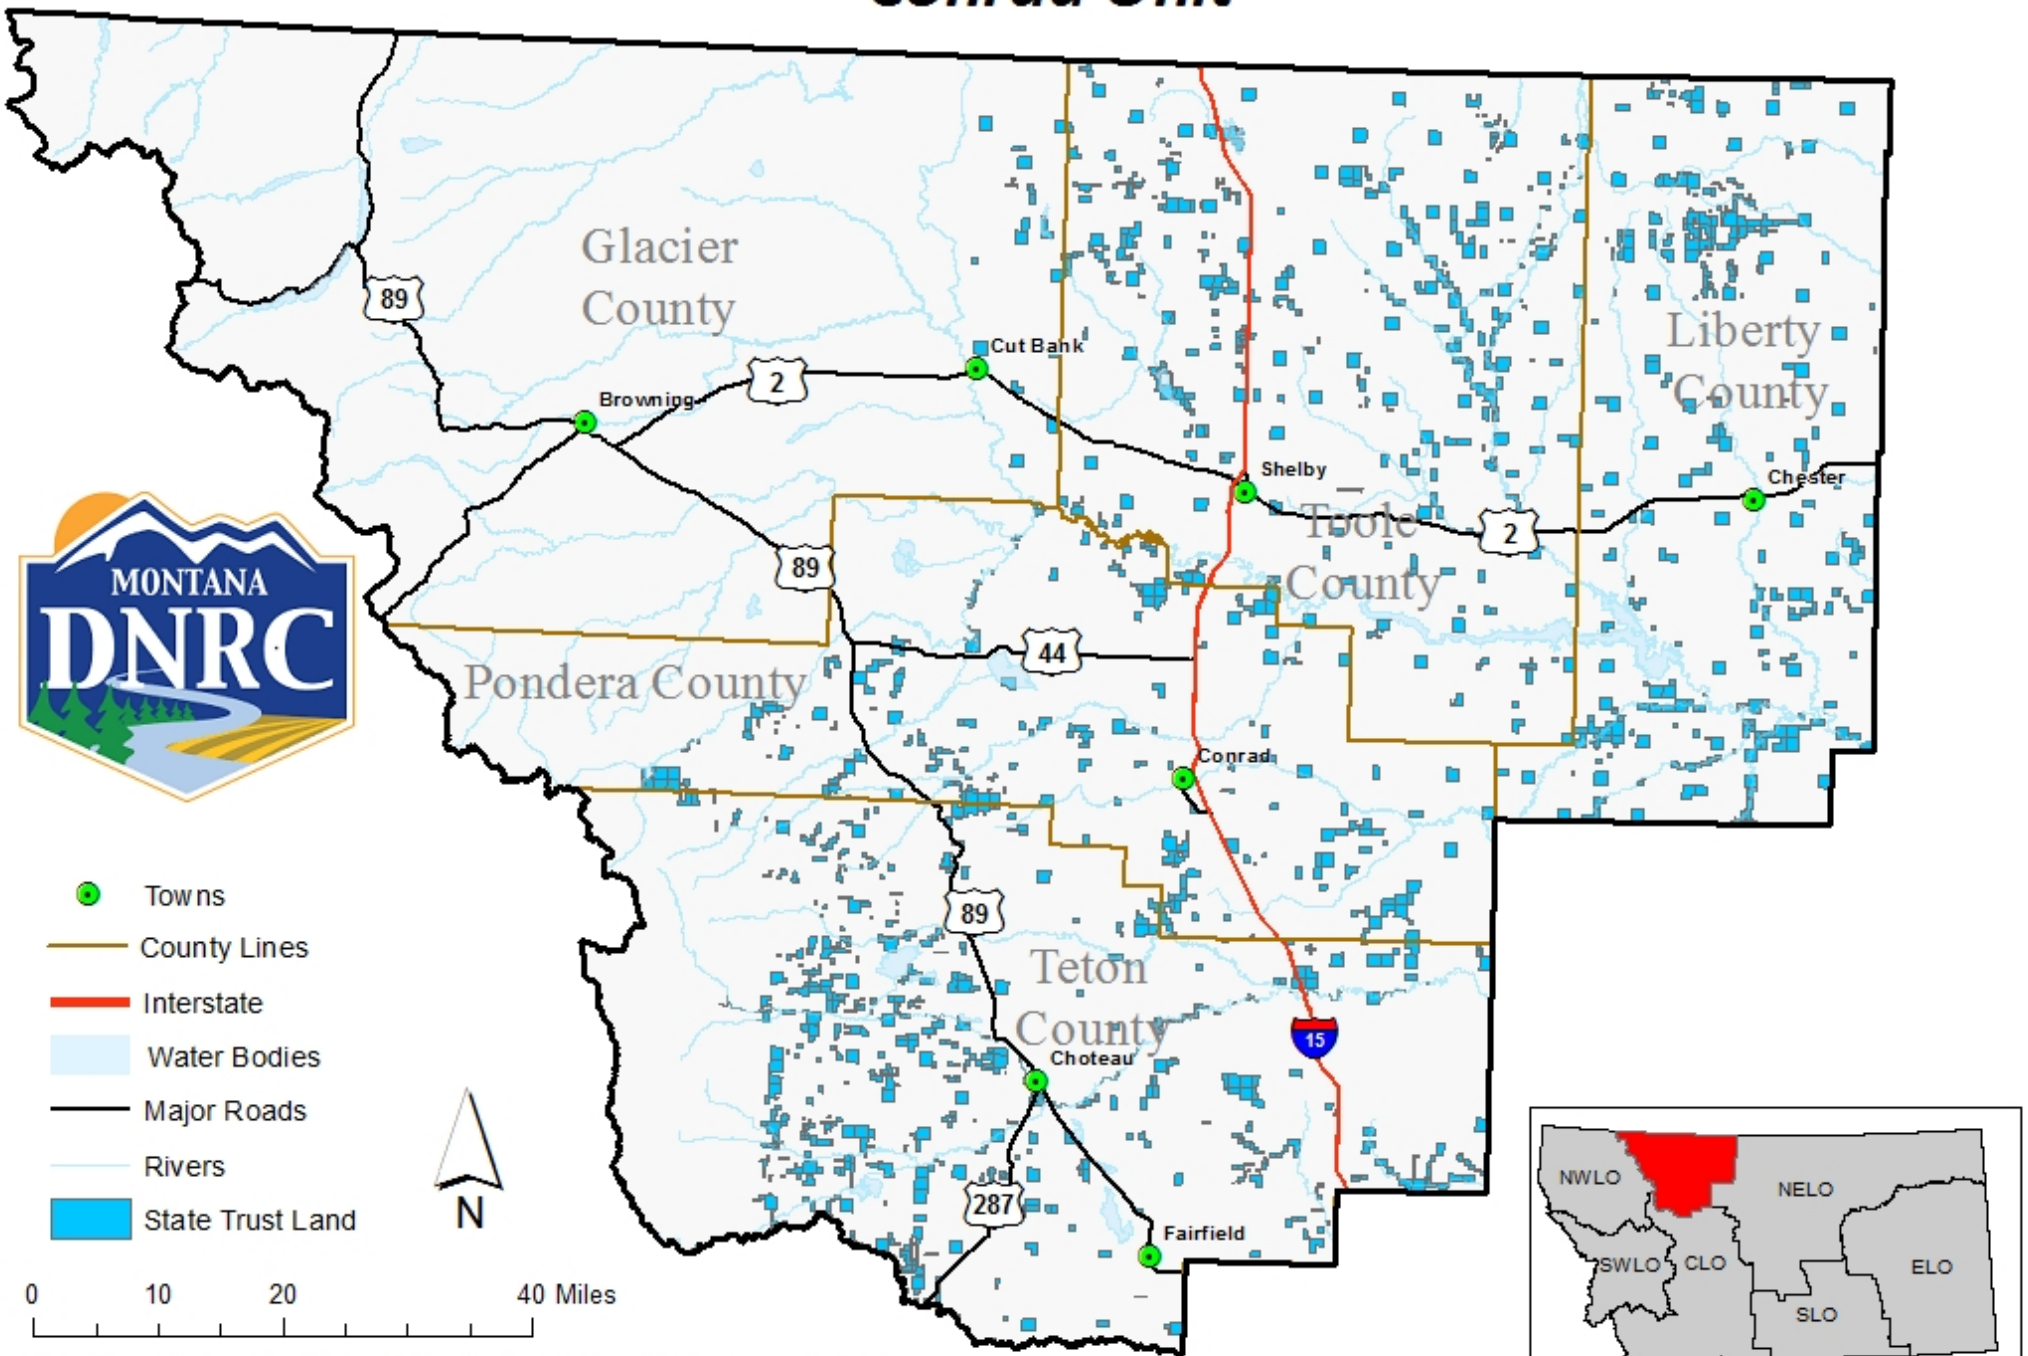 Conrad Unit
Glacier
County
89
Cut Bank
2
Browning
Liberty
County
Shelby
Chester
Toole
County
2
89
44
Pondera County
MONTANA
DNRC
Conrad
Towns
County Lines
Interstate
Water Bodies
Major Roads
Rivers
State Trust Land
89
Teton
County
15
Choteau
N
287
Fairfield
0 10 20 40 Miles
NWLO
NELO
SWLO
CLO
ELO
SLO